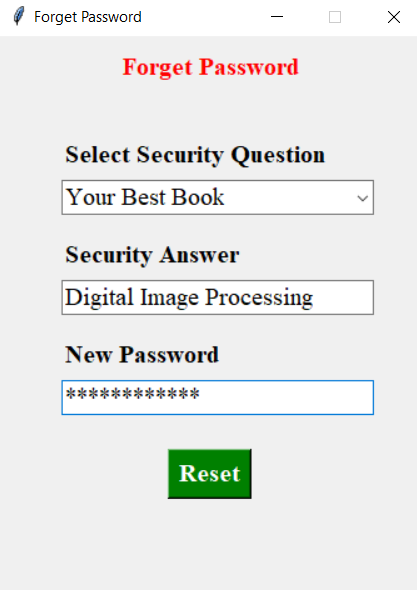 Forget Password
Forget Password
Select Security Question
Your Best Book
Security Answer
Digital Image Processing
New Password
************
Reset